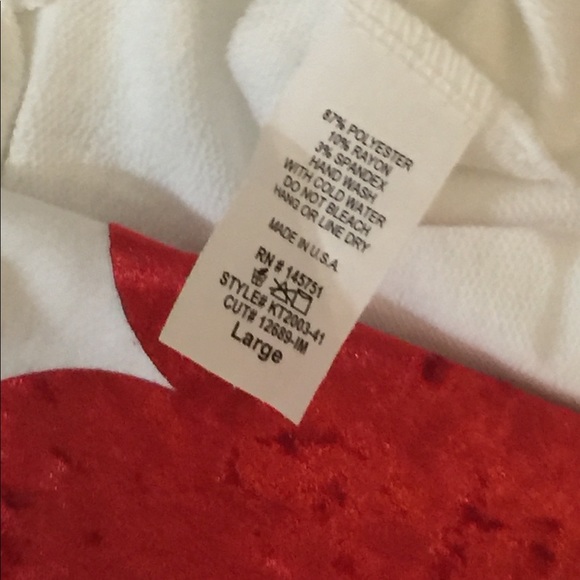 87% POLYESTER
10% RAYON
3% SPANDEX
HAND WASH
WITH COLD WATER
DO NOT BLEACH
HANG OR LINE DRY
MADE IN U.S.A.
RN # 145751
STYLE# KT2003-41
CUT# 12689-IM
Large